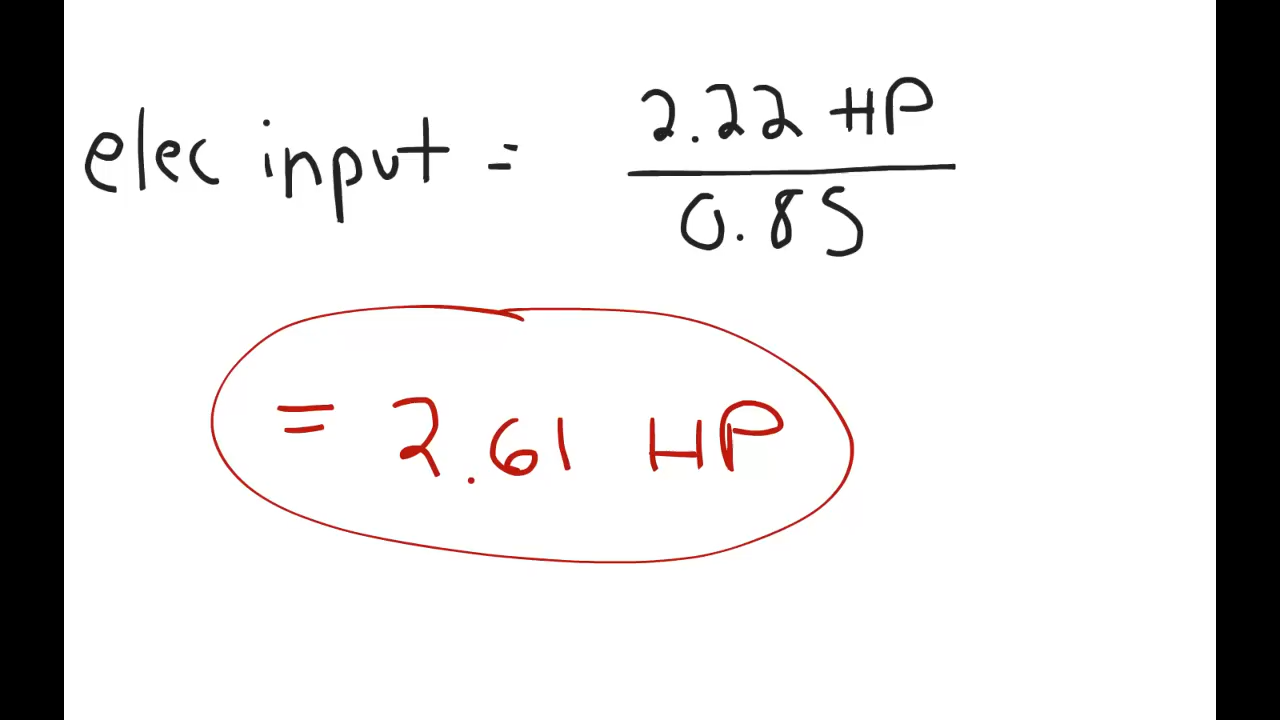 elec input = 2.22 HP
0.85
= 2.61 HP